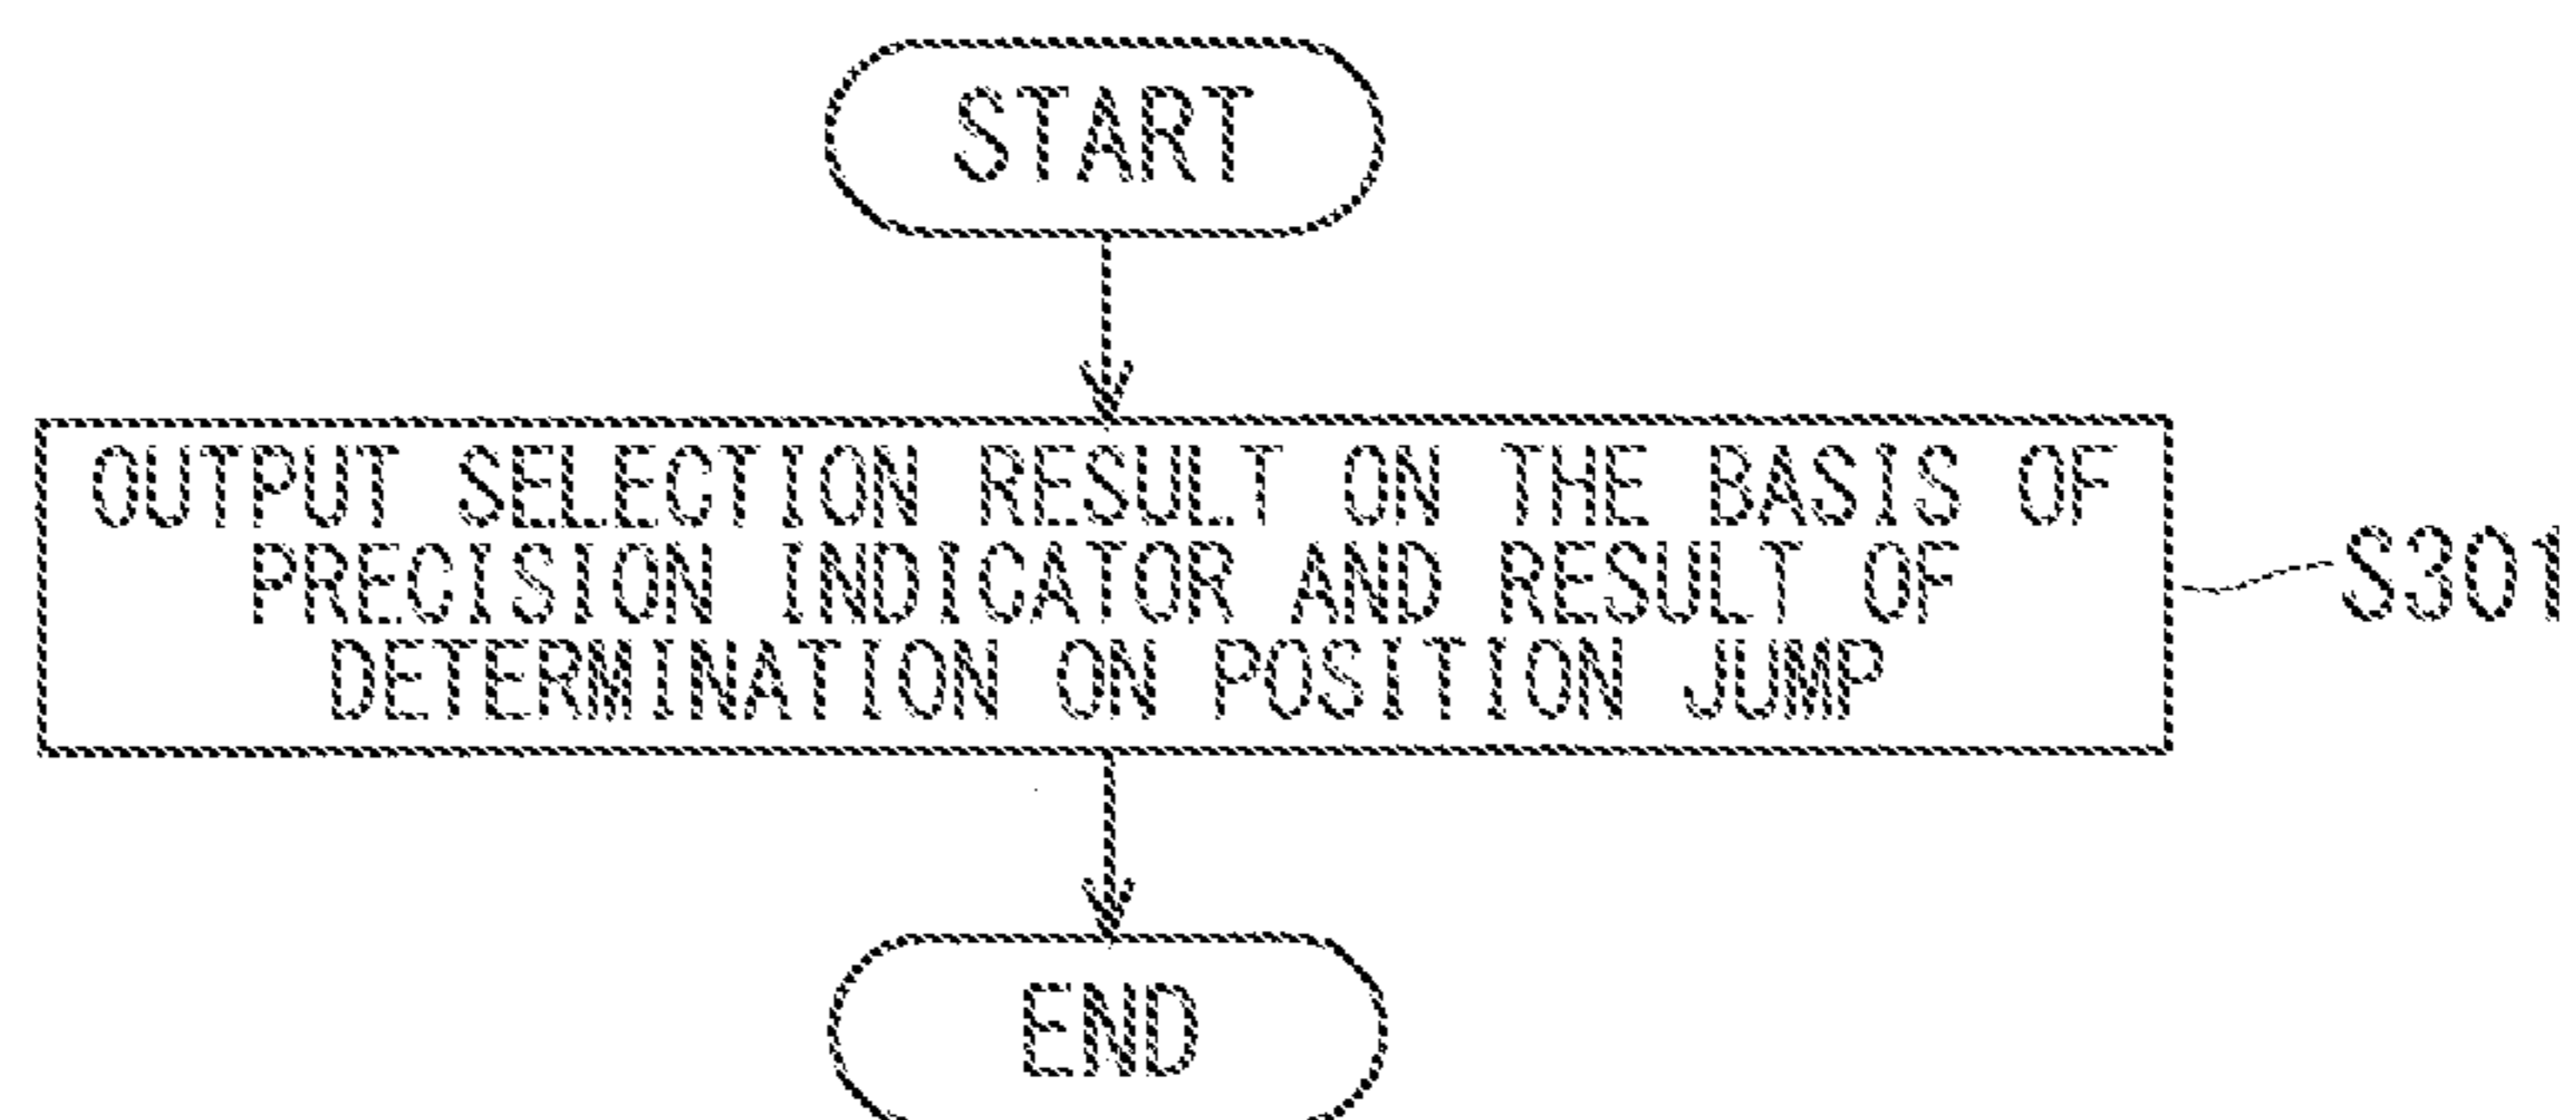 START
OUTPUT SELECTION RESULT ON THE BASIS OF
PRECISION INDICATOR AND RESULT OF
DETERMINATION ON POSITION JUMP
S301
END